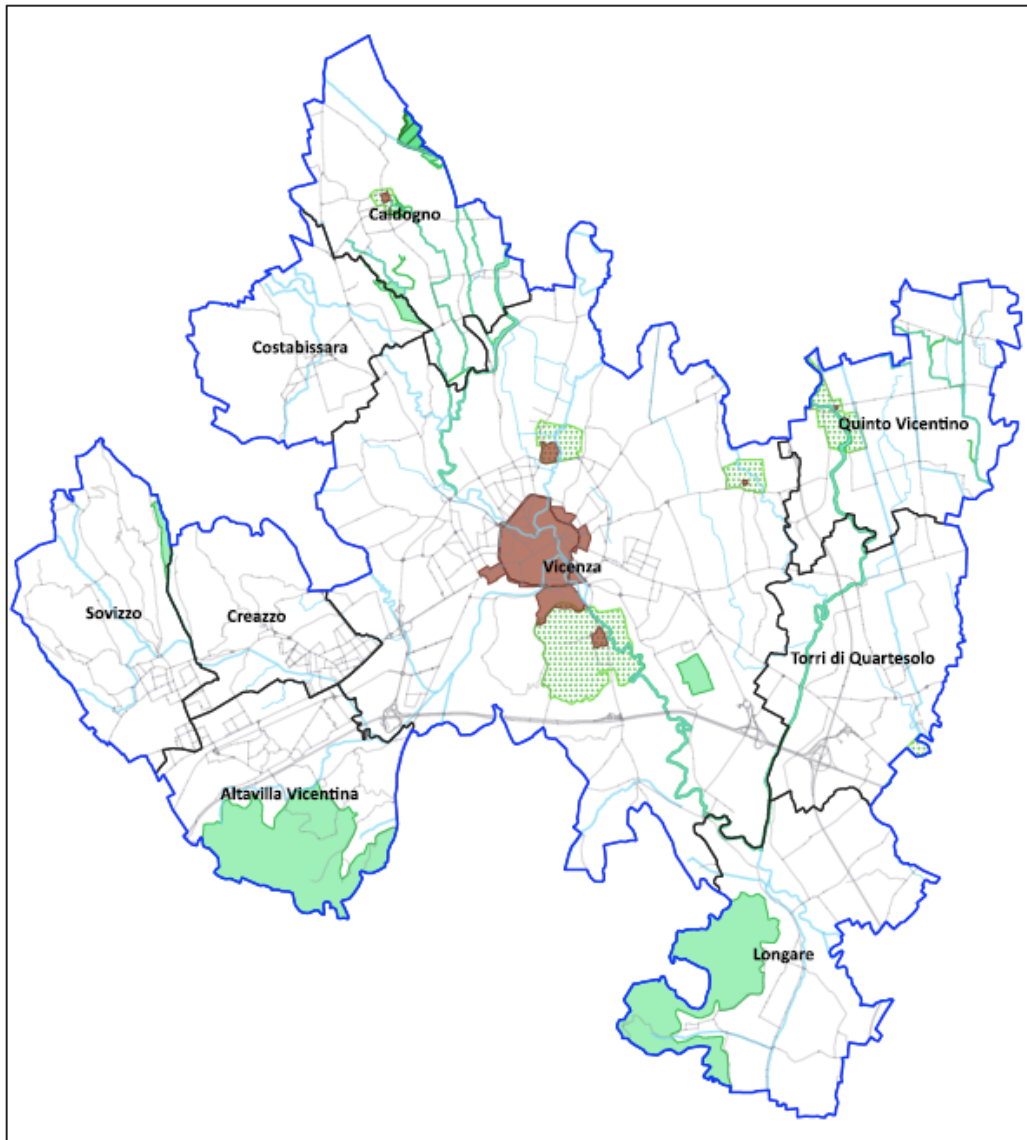 Caldogno
Costabissara
Quinto Vicentino
Vicenza
Sovizzo
Creazzo
Torri di Quartesolo
Altavilla Vicentina
Longare